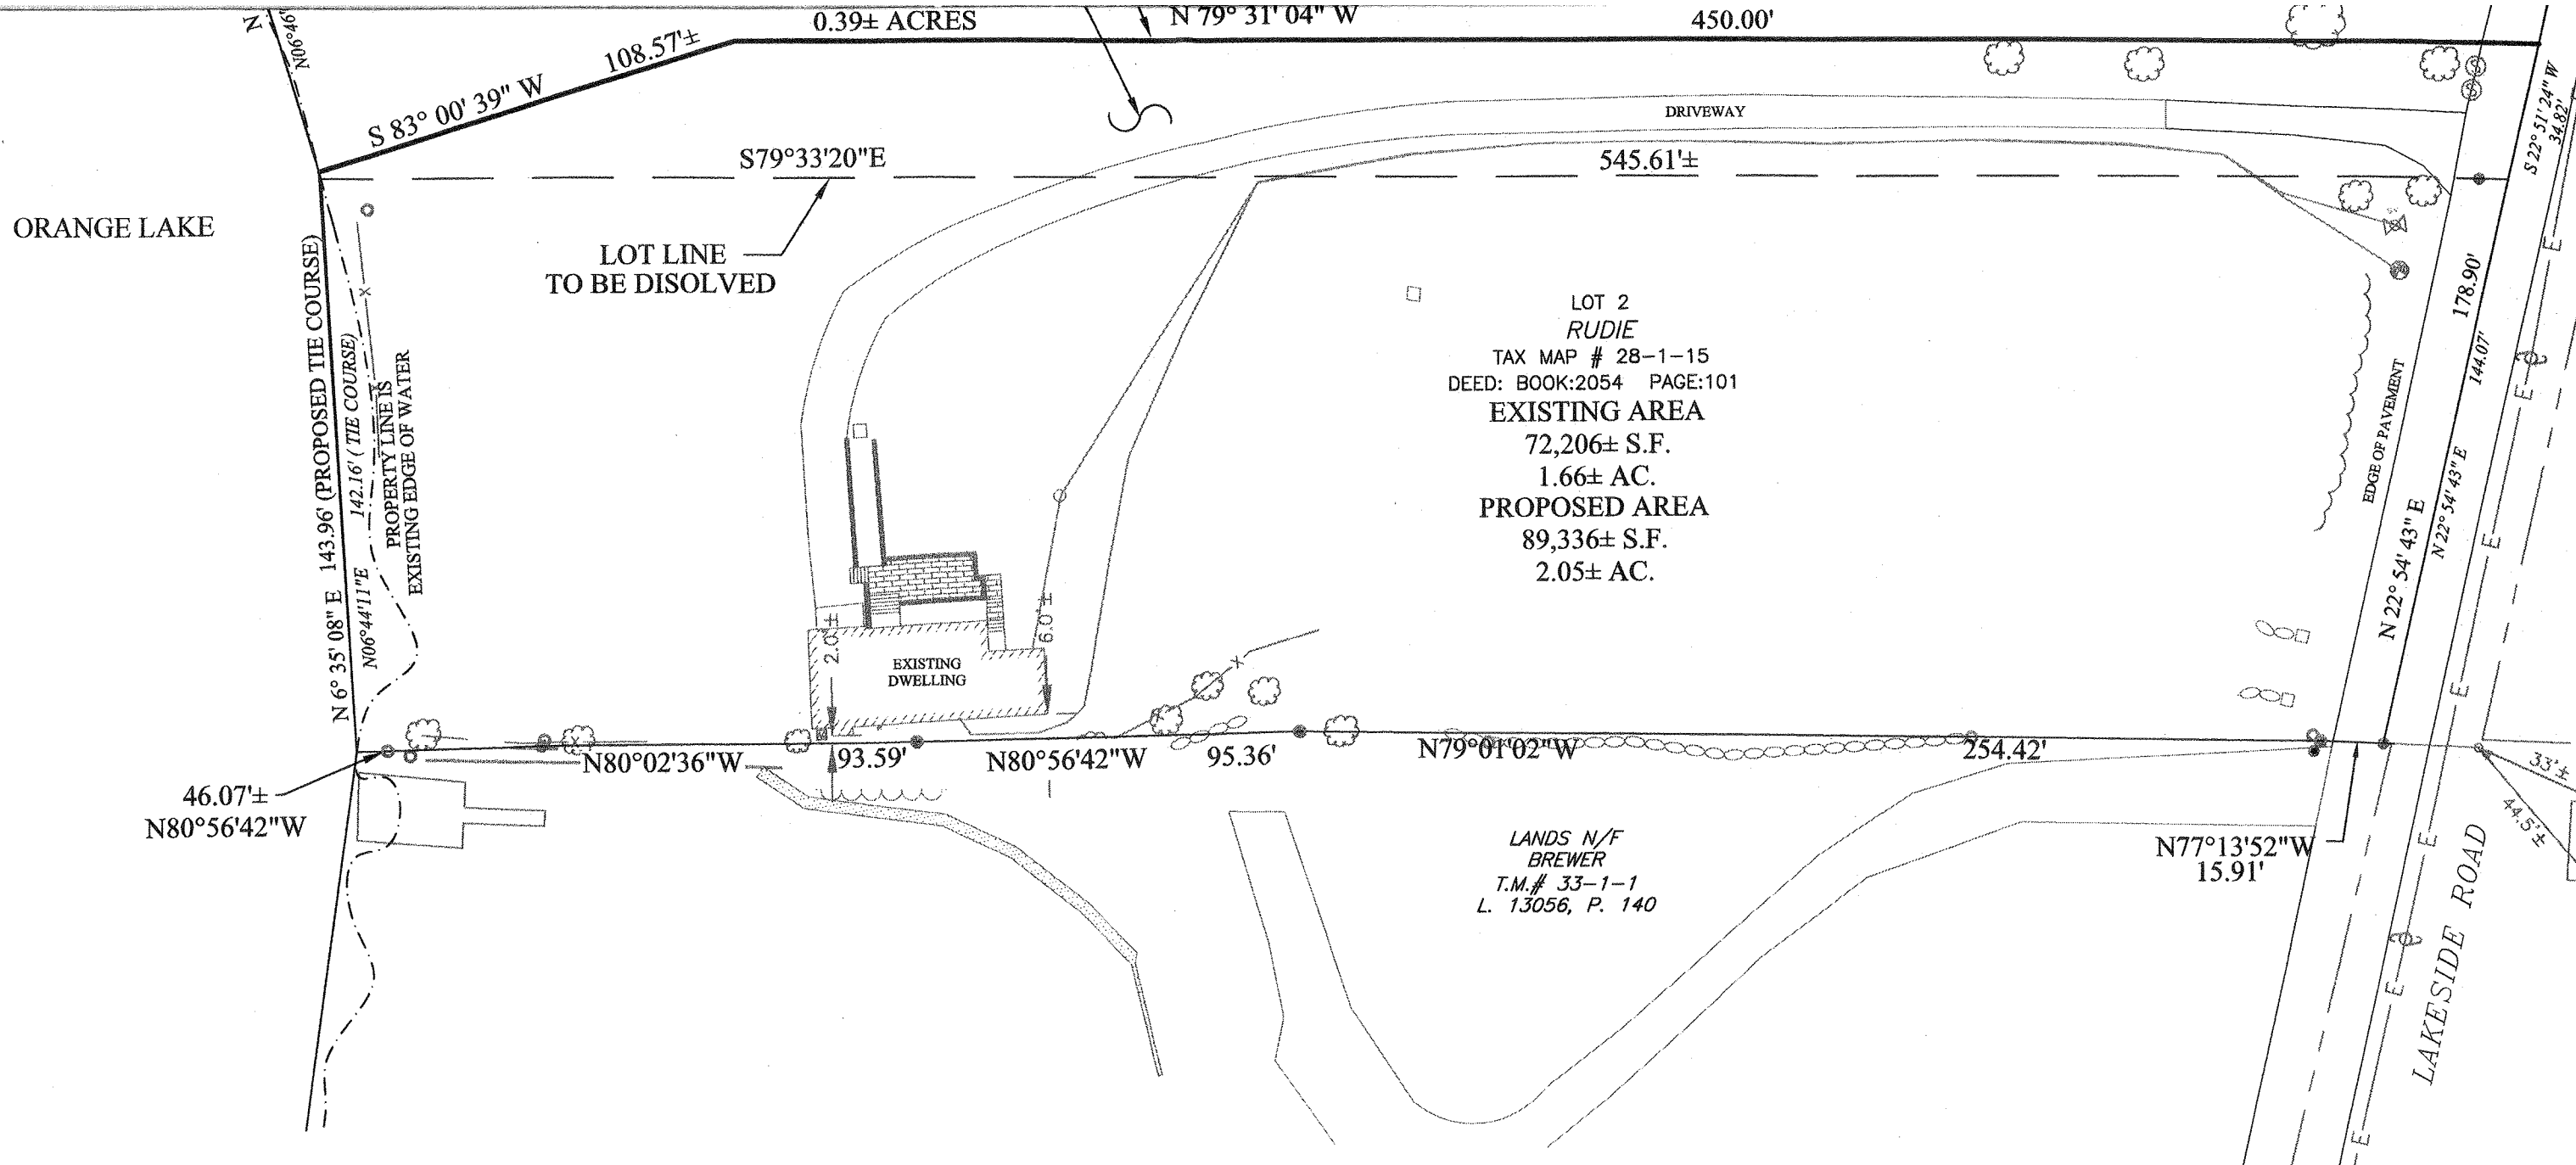 0.39± ACRES
N 79° 31' 04" W
450.00'
N06°46'
S 83° 00' 39" W
108.57'±
DRIVEWAY
S 22° 51' 24" W
34.82'
S79°33'20"E
545.61'±
ORANGE LAKE
LOT LINE
TO BE DISOLVED
N 6° 35' 08" E 143.96' (PROPOSED TIE COURSE)
N06°44'11"E 142.16' ( TIE COURSE)
PROPERTY LINE IS
EXISTING EDGE OF WATER
LOT 2
RUDIE
TAX MAP # 28-1-15
DEED: BOOK:2054 PAGE:101
EXISTING AREA
72,206± S.F.
1.66± AC.
PROPOSED AREA
89,336± S.F.
2.05± AC.
EDGE OF PAVEMENT
N 22° 54' 43" E
178.90'
N 22° 54' 43" E
144.07'
2.0'±
6.0'±
EXISTING
DWELLING
N80°02'36"W
93.59'
N80°56'42"W
95.36'
N79°01'02"W
254.42'
46.07'±
N80°56'42"W
33'±
44.5'±
N77°13'52"W
15.91'
LANDS N/F
BREWER
T.M.# 33-1-1
L. 13056, P. 140
LAKESIDE ROAD